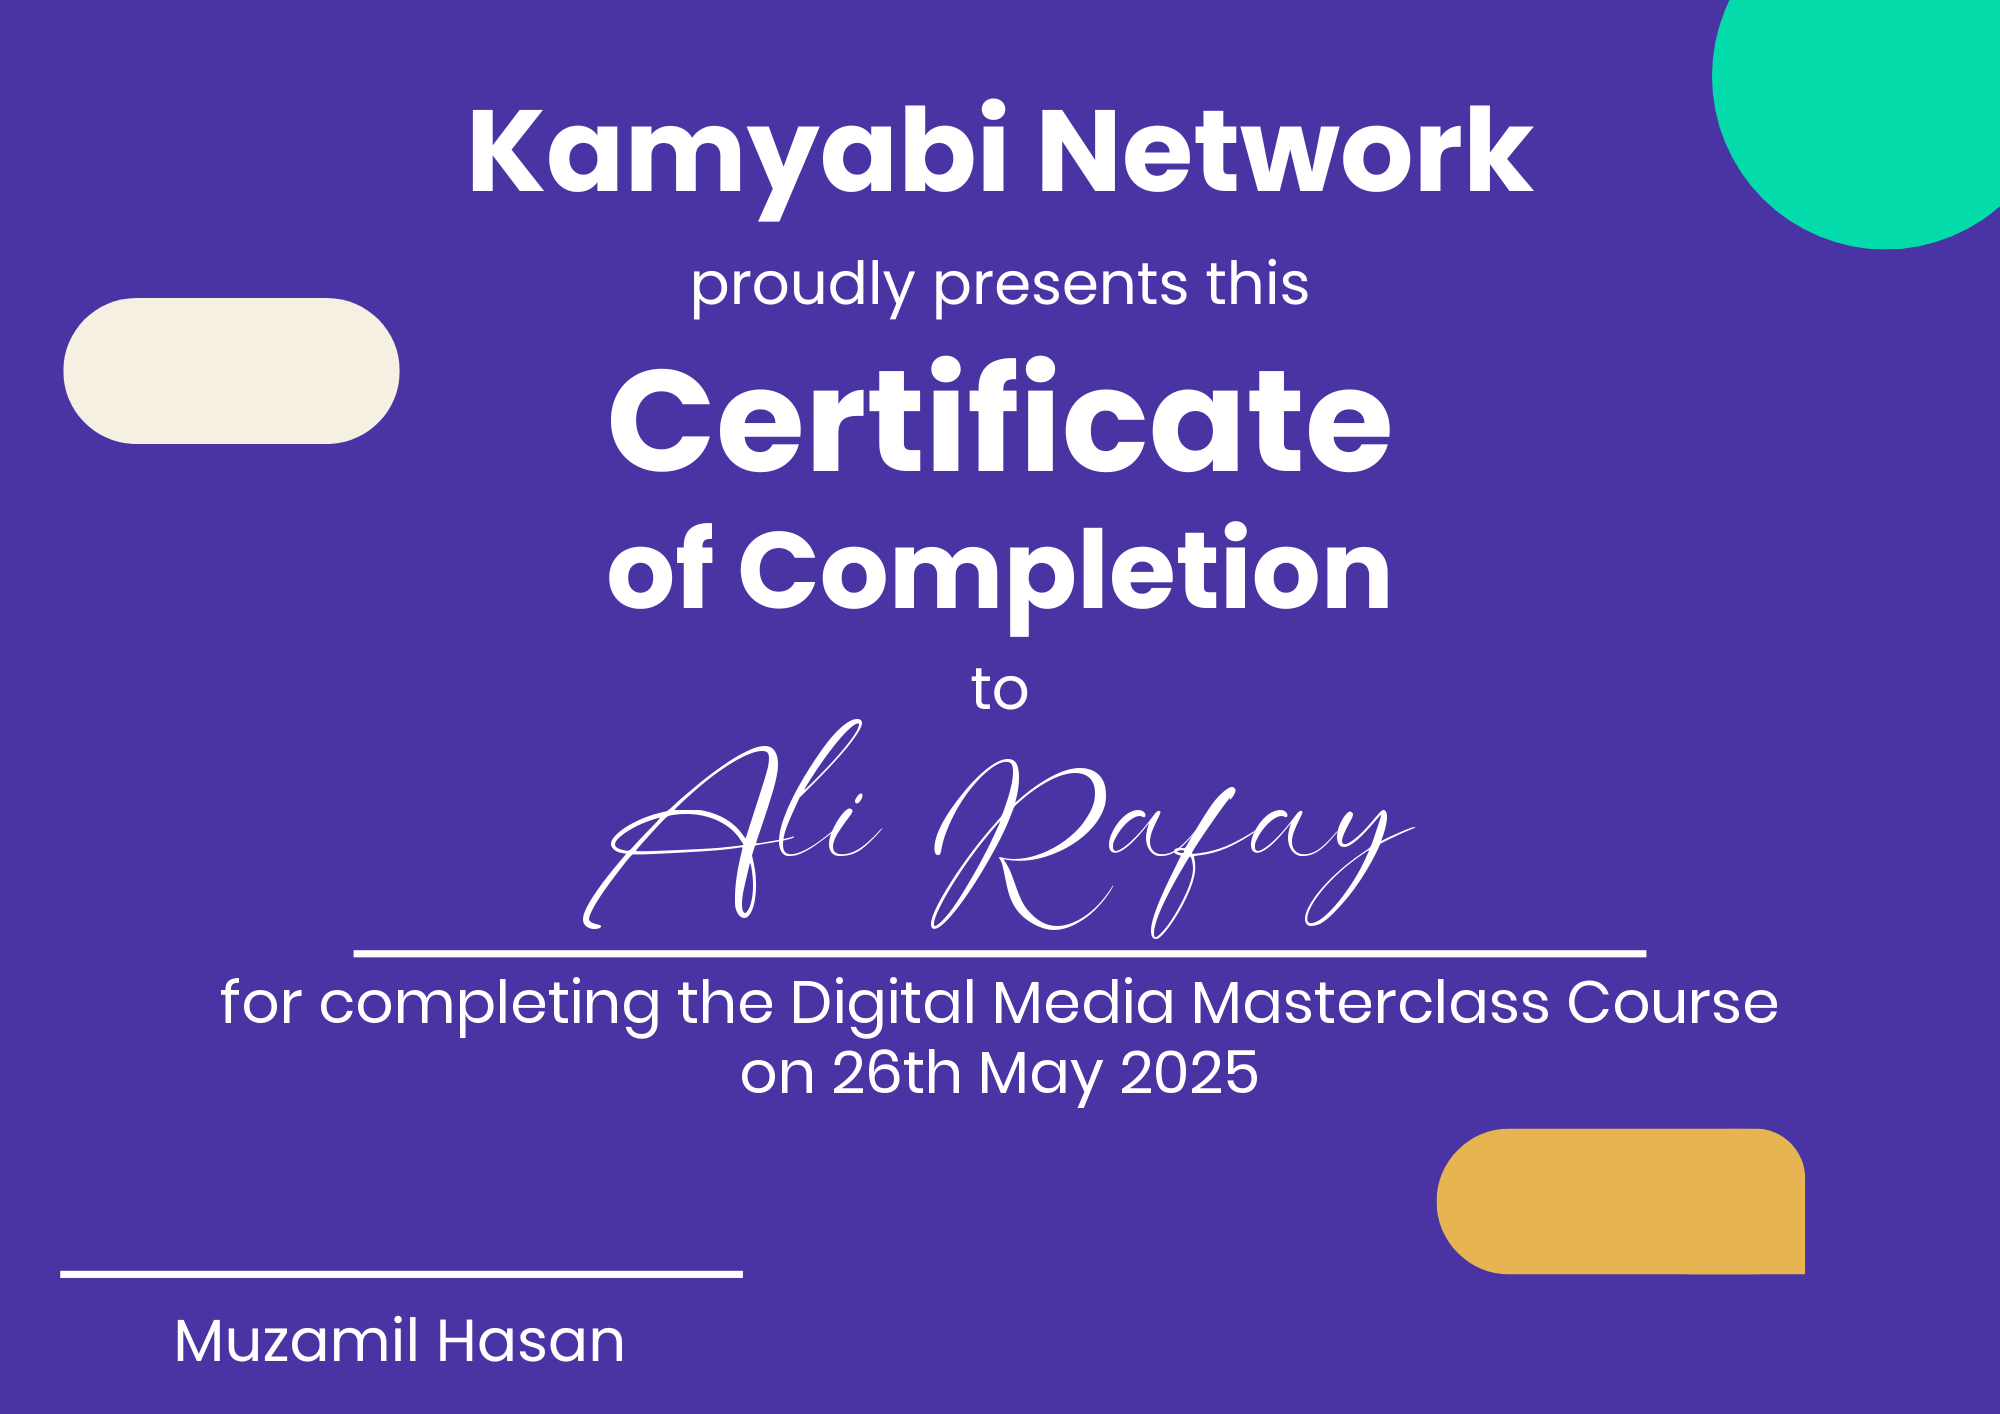 Kamyabi Network
proudly presents this
Certificate
of Completion
to
Ali Rafay
for completing the Digital Media Masterclass Course
on 26th May 2025
Muzamil Hasan